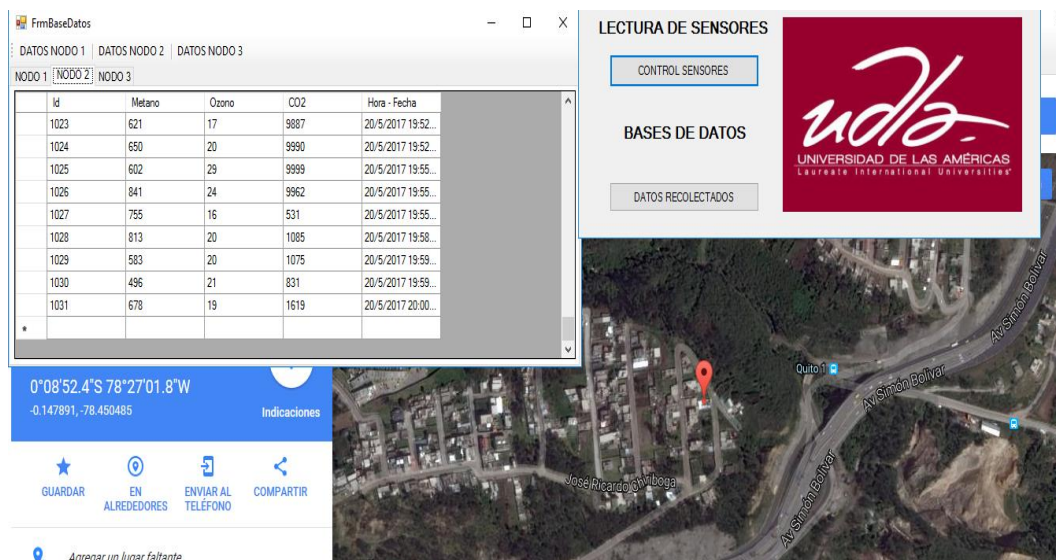 FrmBaseDatos
DATOS NODO 1 DATOS NODO 2 DATOS NODO 3
NODO 1 NODO 2 NODO 3
Id Metano Ozono CO2 Hora - Fecha
1023 621 17 9887 20/5/2017 19:52...
1024 650 20 9990 20/5/2017 19:52...
1025 602 29 9999 20/5/2017 19:55...
1026 841 24 9962 20/5/2017 19:55...
1027 755 16 531 20/5/2017 19:55...
1028 813 20 1085 20/5/2017 19:58...
1029 583 20 1075 20/5/2017 19:59...
1030 496 21 831 20/5/2017 19:59...
1031 678 19 1619 20/5/2017 20:00...
*
LECTURA DE SENSORES
CONTROL SENSORES
BASES DE DATOS
DATOS RECOLECTADOS
udla-
UNIVERSIDAD DE LAS AMÉRICAS
Laureate International Universities®
0°08'52.4"S 78°27'01.8"W
-0.147891, -78.450485
Indicaciones
GUARDAR
EN ALREDEDORES
ENVIAR AL TELÉFONO
COMPARTIR
Agregar un lugar faltante
Quito 1
Av Simón Bolívar
Av Simón Bolívar
Av Simón Bolívar
José Ricardo Chiriboga